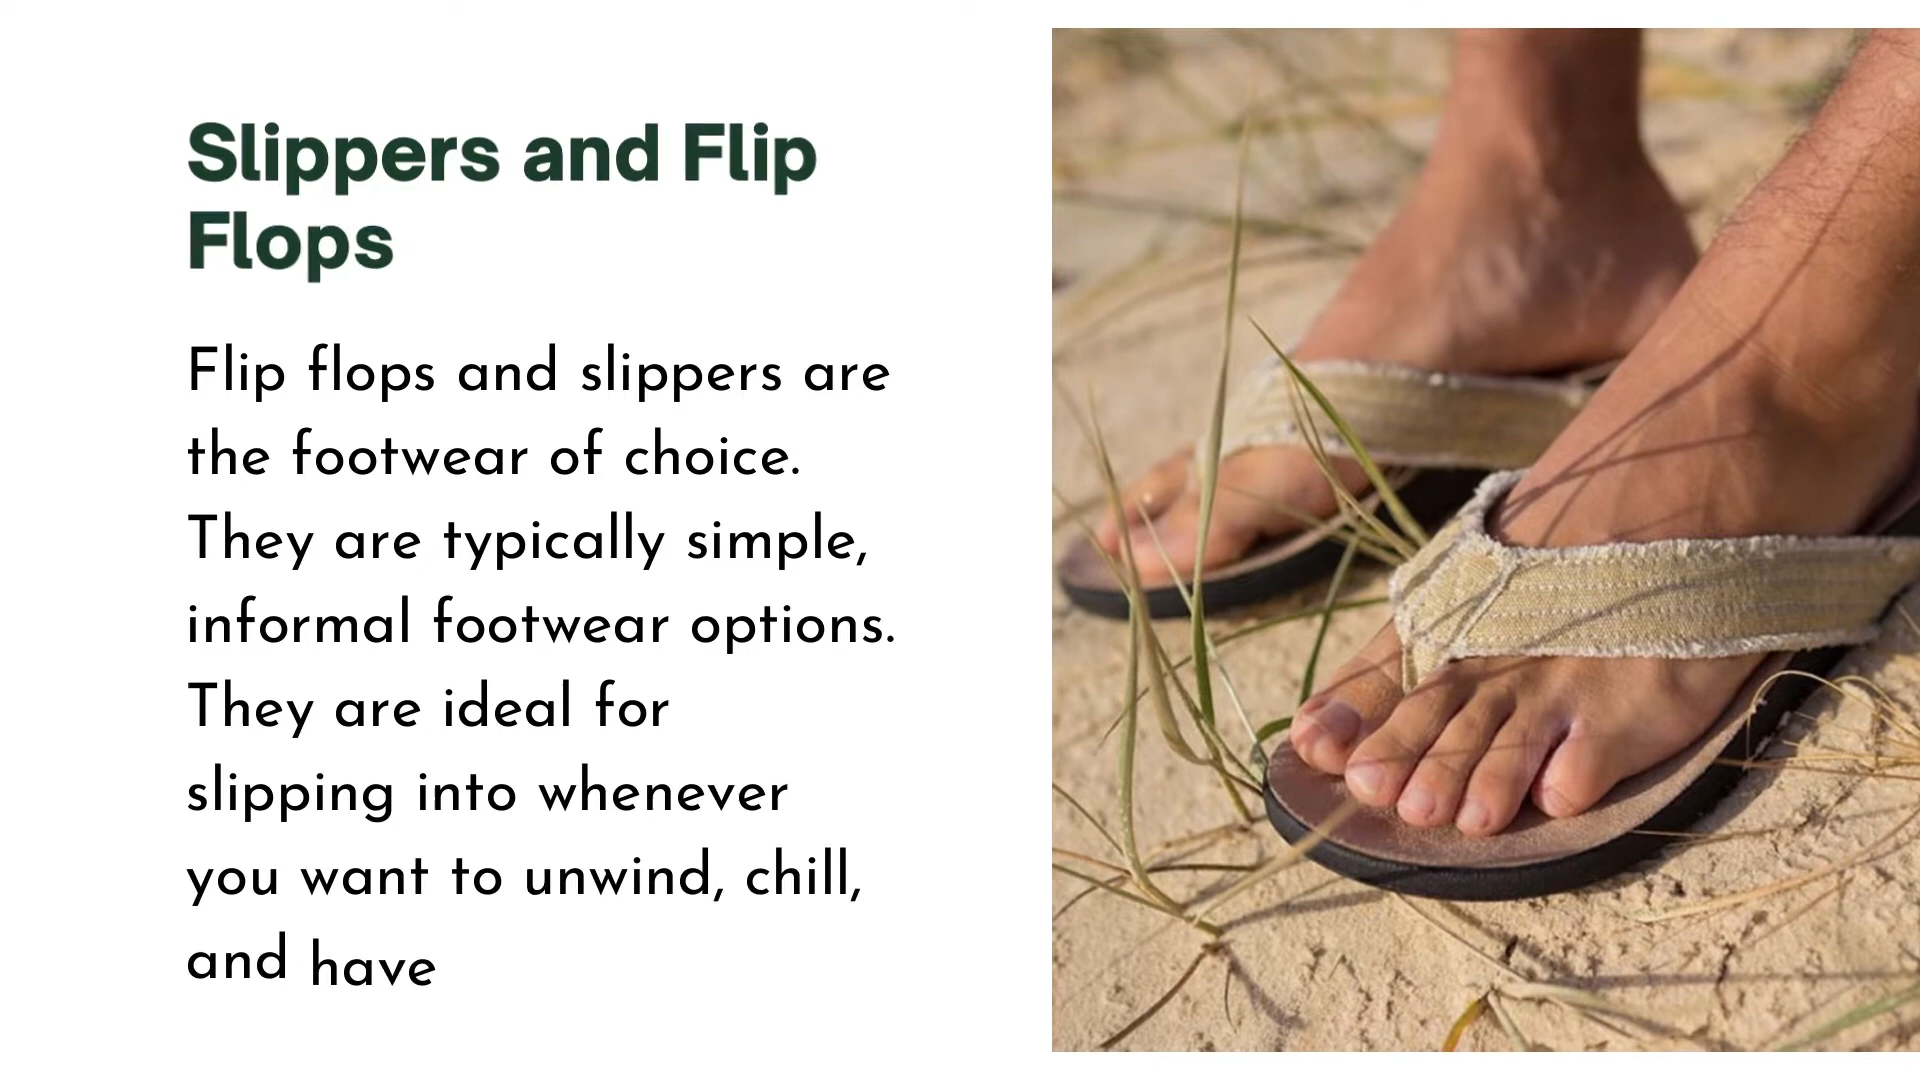 Slippers and Flip
Flops
Flip flops and slippers are
the footwear of choice.
They are typically simple,
informal footwear options.
They are ideal for
slipping into whenever
you want to unwind, chill,
and have